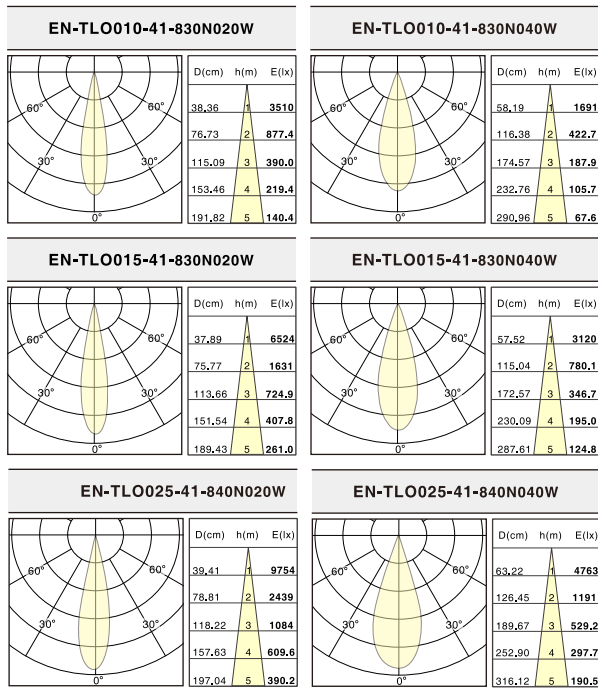 EN-TLO010-41-830N020W
60° 60°
30° 30°
0°
D(cm) h(m) E(lx)
38.36 1 3510
76.73 2 877.4
115.09 3 390.0
153.46 4 219.4
191.82 5 140.4
EN-TLO010-41-830N040W
60° 60°
30° 30°
0°
D(cm) h(m) E(lx)
58.19 1 1691
116.38 2 422.7
174.57 3 187.9
232.76 4 105.7
290.96 5 67.6
EN-TLO015-41-830N020W
60° 60°
30° 30°
0°
D(cm) h(m) E(lx)
37.89 1 6524
75.77 2 1631
113.66 3 724.9
151.54 4 407.8
189.43 5 261.0
EN-TLO015-41-830N040W
60° 60°
30° 30°
0°
D(cm) h(m) E(lx)
57.52 1 3120
115.04 2 780.1
172.57 3 346.7
230.09 4 195.0
287.61 5 124.8
EN-TLO025-41-840N020W
60° 60°
30° 30°
0°
D(cm) h(m) E(lx)
39.41 1 9754
78.81 2 2439
118.22 3 1084
157.63 4 609.6
197.04 5 390.2
EN-TLO025-41-840N040W
60° 60°
30° 30°
0°
D(cm) h(m) E(lx)
63.22 1 4763
126.45 2 1191
189.67 3 529.2
252.90 4 297.7
316.12 5 190.5